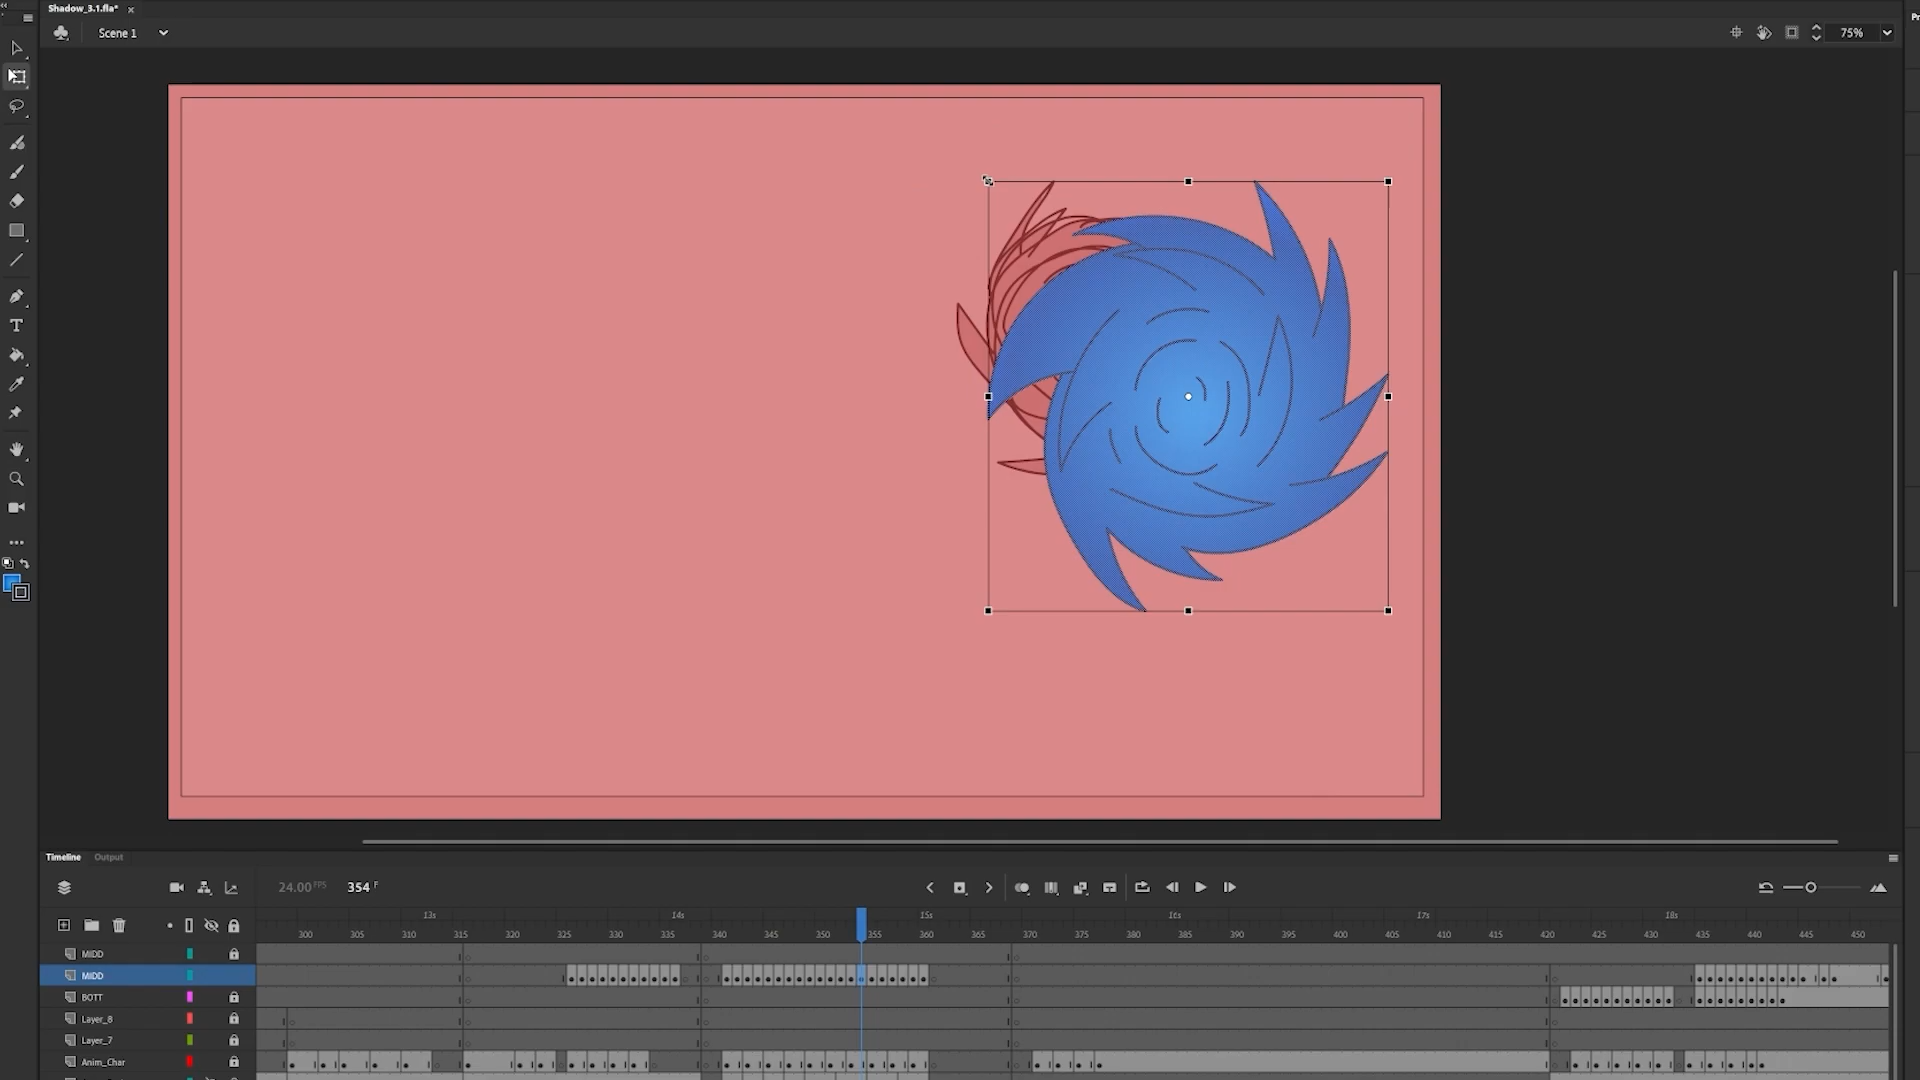 Shadow_3.1.fla*
Scene 1
75%
Pr
T
Timeline
Output
24.00 FPS
354 F
13s 14s 15s 16s 17s 18s
300 305 310 315 320 325 330 335 340 345 350 355 360 365 370 375 380 385 390 395 400 405 410 415 420 425 430 435 440 445 450
MIDD
MIDD
BOTT
Layer_8
Layer_7
Anim_Char